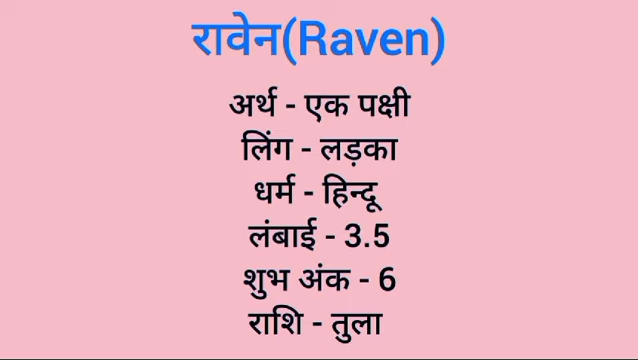 रावेन(Raven)
अर्थ - एक पक्षी
लिंग - लड़का
धर्म - हिन्दू
लंबाई - 3.5
शुभ अंक - 6
राशि - तुला